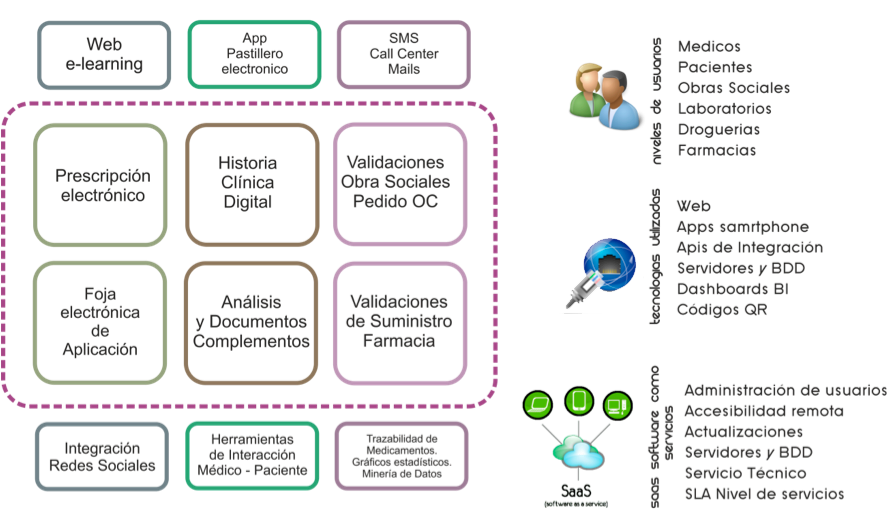 Web
e-learning
App
Pastillero
electronico
SMS
Call Center
Mails
Prescripción
electrónico
Historia
Clínica
Digital
Validaciones
Obra Sociales
Pedido OC
Foja
electrónica
de
Aplicación
Análisis
y Documentos
Complementos
Validaciones
de Suministro
Farmacia
Integración
Redes Sociales
Herramientas
de Interacción
Médico - Paciente
Trazabilidad de
Medicamentos.
Gráficos estadísticos.
Minería de Datos
niveles de usuarios
Medicos
Pacientes
Obras Sociales
Laboratorios
Droguerias
Farmacias
tecnologias utilizadas
Web
Apps samrtphone
Apis de Integración
Servidores y BDD
Dashboards BI
Códigos QR
SaaS
(software as a service)
saas software como
servicios
Administración de usuarios
Accesibilidad remota
Actualizaciones
Servidores y BDD
Servicio Técnico
SLA Nivel de servicios